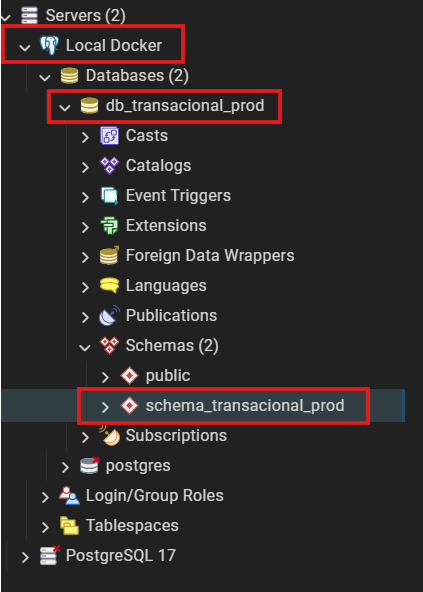 Servers (2)
Local Docker
Databases (2)
db_transacional_prod
Casts
Catalogs
Event Triggers
Extensions
Foreign Data Wrappers
Languages
Publications
Schemas (2)
public
schema_transacional_prod
Subscriptions
postgres
Login/Group Roles
Tablespaces
PostgreSQL 17